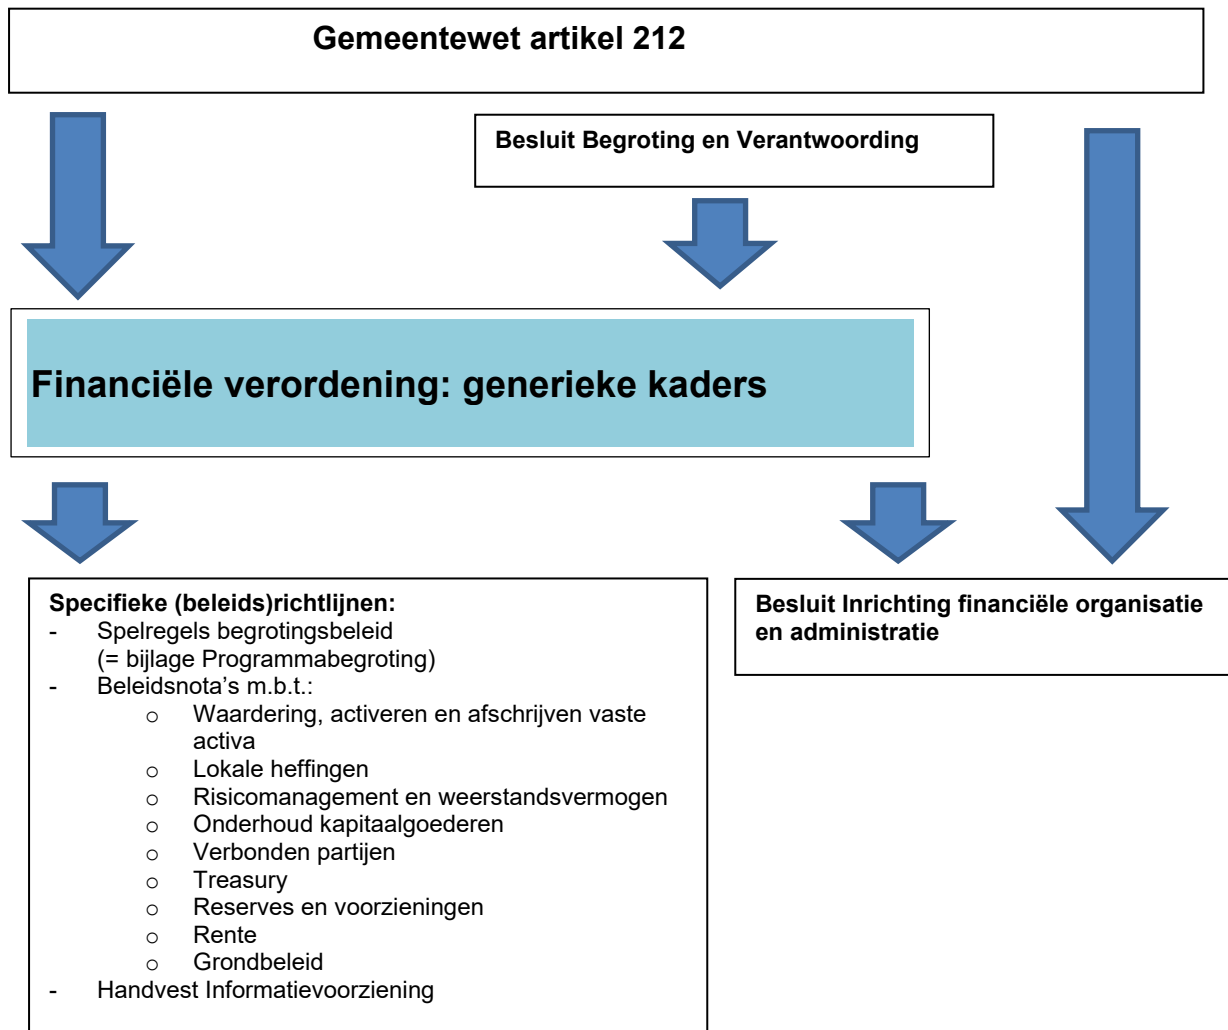 Gemeentewet artikel 212
Besluit Begroting en Verantwoording
Financiële verordening: generieke kaders
Specifieke (beleids)richtlijnen:
- Spelregels begrotingsbeleid
(= bijlage Programmabegroting)
- Beleidsnota’s m.b.t.:
o Waardering, activeren en afschrijven vaste
activa
o Lokale heffingen
o Risicomanagement en weerstandsvermogen
o Onderhoud kapitaalgoederen
o Verbonden partijen
o Treasury
o Reserves en voorzieningen
o Rente
o Grondbeleid
- Handvest Informatievoorziening
Besluit Inrichting financiële organisatie
en administratie